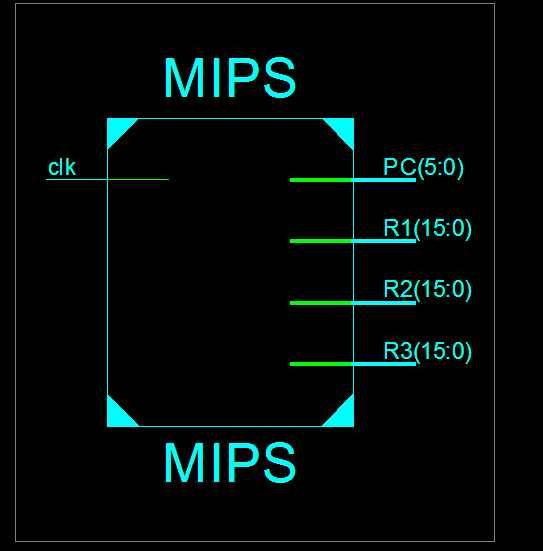 MIPS
clk
PC(5:0)
R1(15:0)
R2(15:0)
R3(15:0)
MIPS